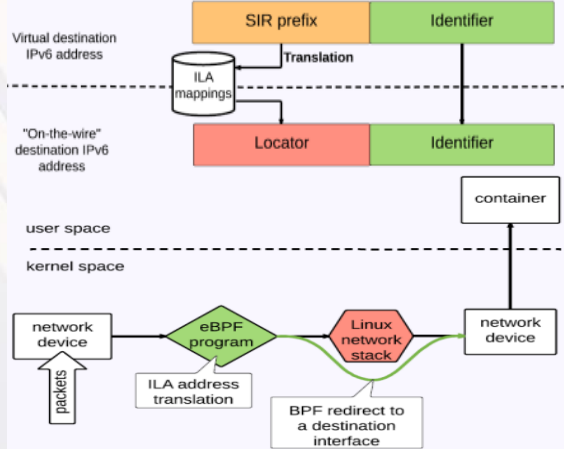 SIR prefix
Identifier
Virtual destination
IPv6 address
Translation
ILA
mappings
"On-the-wire"
destination IPv6
address
Locator
Identifier
container
user space
kernel space
network
device
eBPF
program
Linux
network
stack
network
device
ILA address
translation
packets
BPF redirect to
a destination
interface